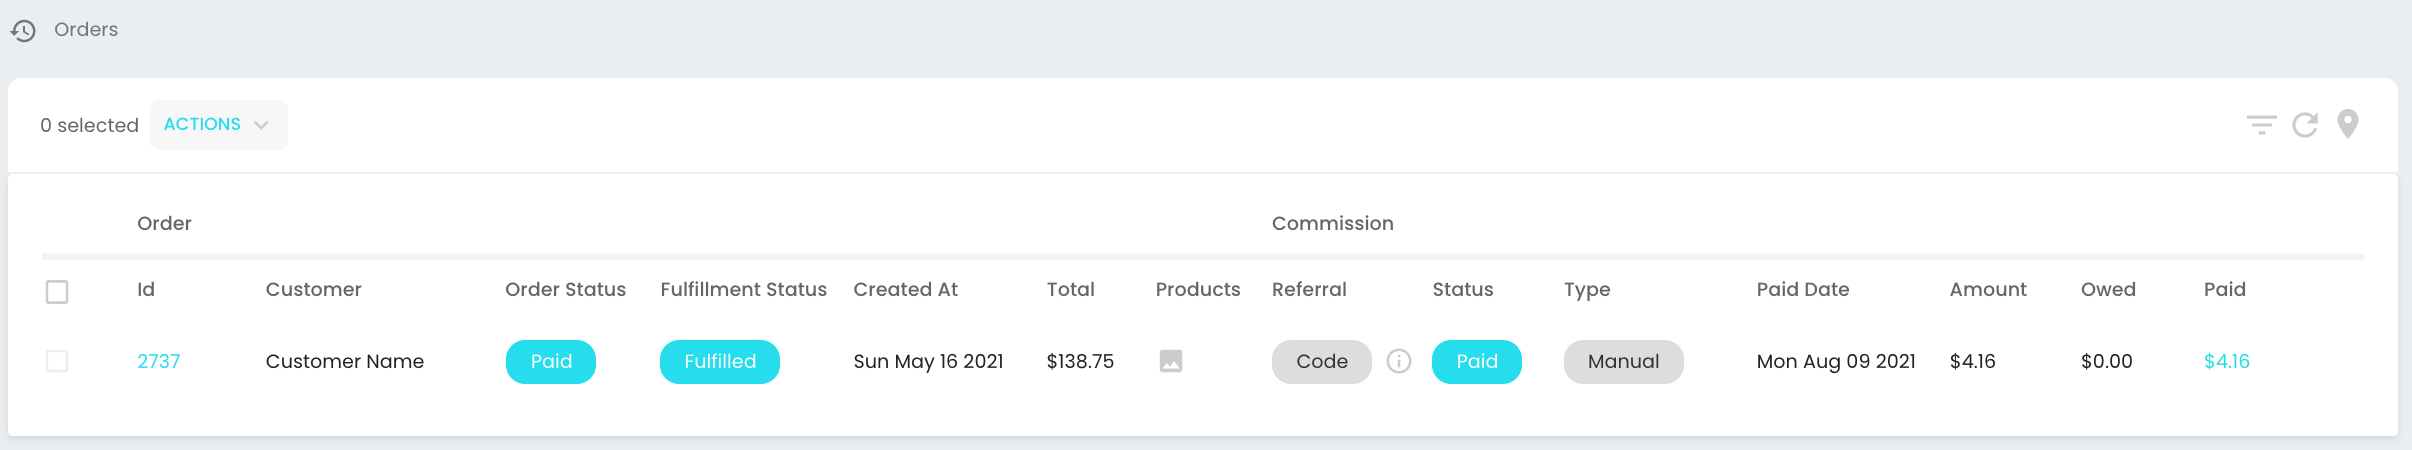 Orders
0 selected ACTIONS
Order Commission
Id Customer Order Status Fulfillment Status Created At Total Products Referral Status Type Paid Date Amount Owed Paid
2737 Customer Name Paid Fulfilled Sun May 16 2021 $138.75 Code Paid Manual Mon Aug 09 2021 $4.16 $0.00 $4.16